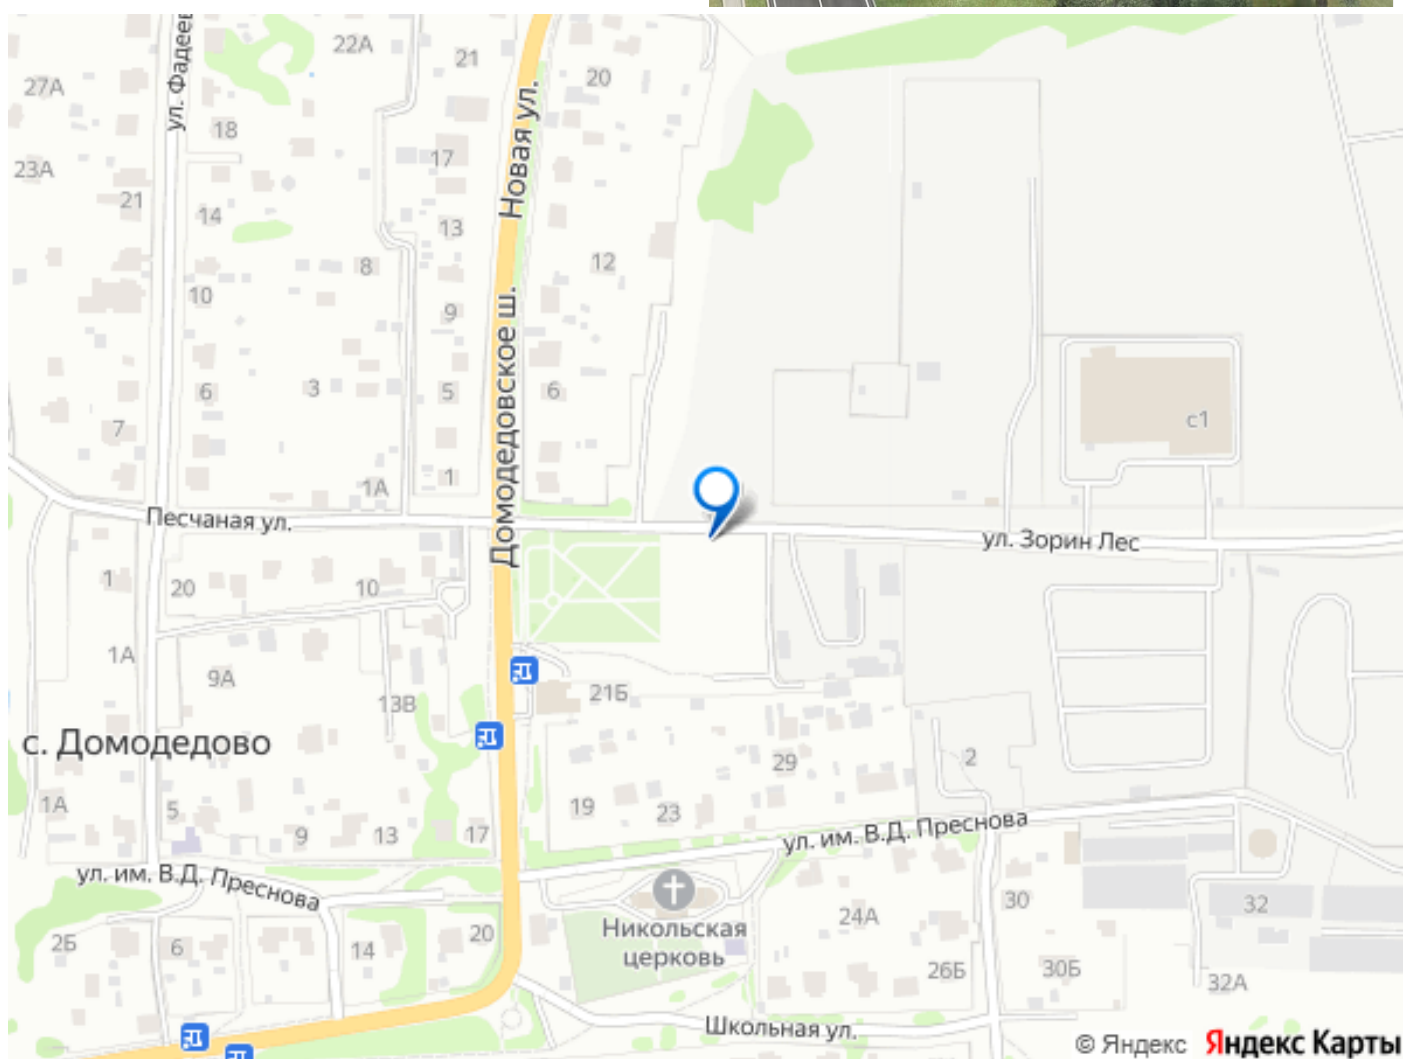 ул. Фадеев
22А
21
20
27А
Новая ул.
18
17
23А
21
14
13
12
8
10
9
Домодедовское ш.
6
3
5
6
с1
7
1
1А
Песчаная ул.
ул. Зорин Лес
1
20
10
1А
9А
21Б
13В
с. Домодедово
2
29
1А
5
9
13
17
19
23
ул. им. В.Д. Преснова
ул. им. В.Д. Преснова
30
32
24А
2Б
6
14
20
Никольская
церковь
26Б
30Б
32А
Школьная ул.
© Яндекс
Яндекс Карты